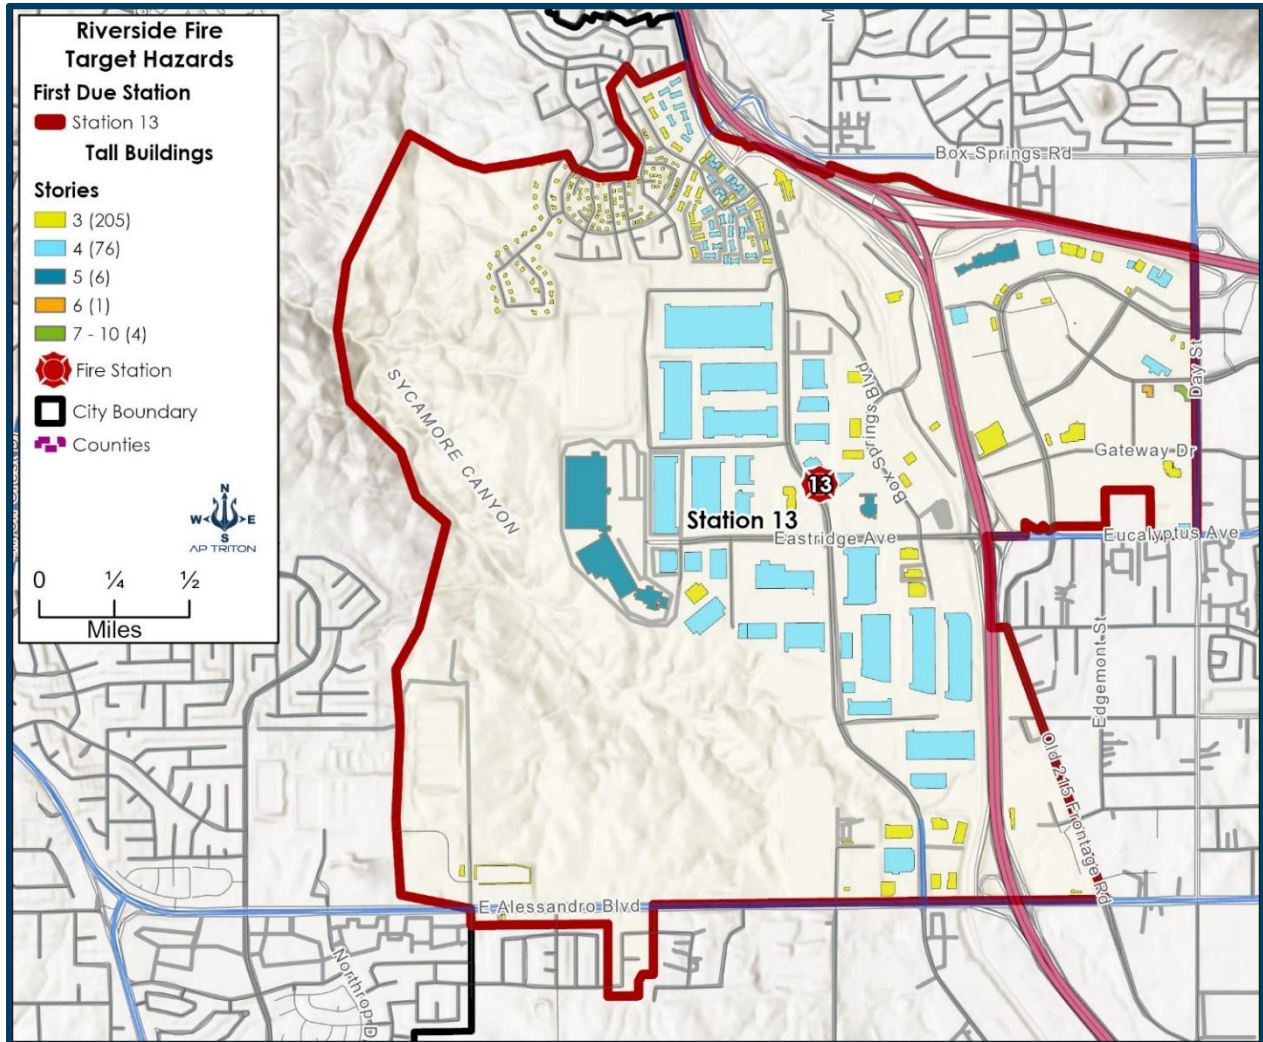 Riverside Fire
Target Hazards
First Due Station
Station 13
Tall Buildings
Stories
3 (205)
4 (76)
5 (6)
6 (1)
7 - 10 (4)
Fire Station
City Boundary
Counties
N
W E
S
AP TRITON
0 ¼ ½
Miles
Box Springs Rd
SYCAMORE CANYON
Box Springs Blvd
Day St
Gateway Dr
13
Station 13
Eastridge Ave
Eucalyptus Ave
Edgemont St
Old 215 Frontage Rd
E Alessandro Blvd
Northrop D